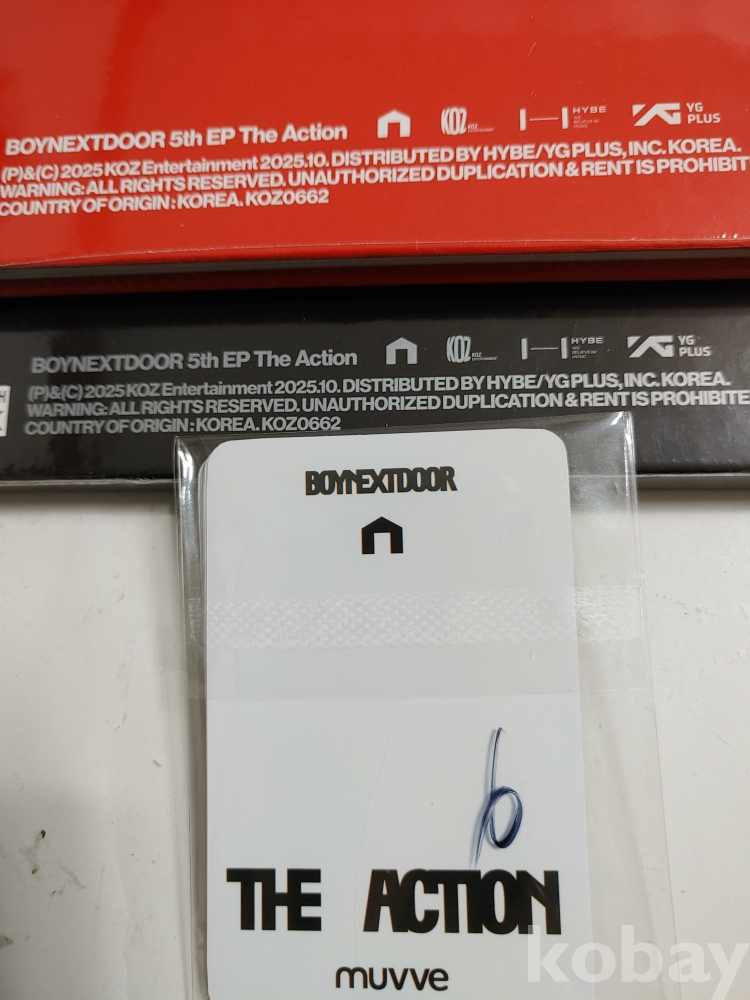 BOYNEXTDOOR 5th EP The Action KOZ HYBE YG PLUS
(P)&(C) 2025 KOZ Entertainment 2025.10. DISTRIBUTED BY HYBE/YG PLUS, INC. KOREA.
WARNING: ALL RIGHTS RESERVED. UNAUTHORIZED DUPLICATION & RENT IS PROHIBIT
COUNTRY OF ORIGIN : KOREA. KOZ0662
BOYNEXTDOOR 5th EP The Action KOZ HYBE YG PLUS
(P)&(C) 2025 KOZ Entertainment 2025.10. DISTRIBUTED BY HYBE/YG PLUS, INC. KOREA.
WARNING: ALL RIGHTS RESERVED. UNAUTHORIZED DUPLICATION & RENT IS PROHIBITE
COUNTRY OF ORIGIN : KOREA. KOZ0662
BOYNEXTDOOR
6
THE ACTION
muvve
kobay